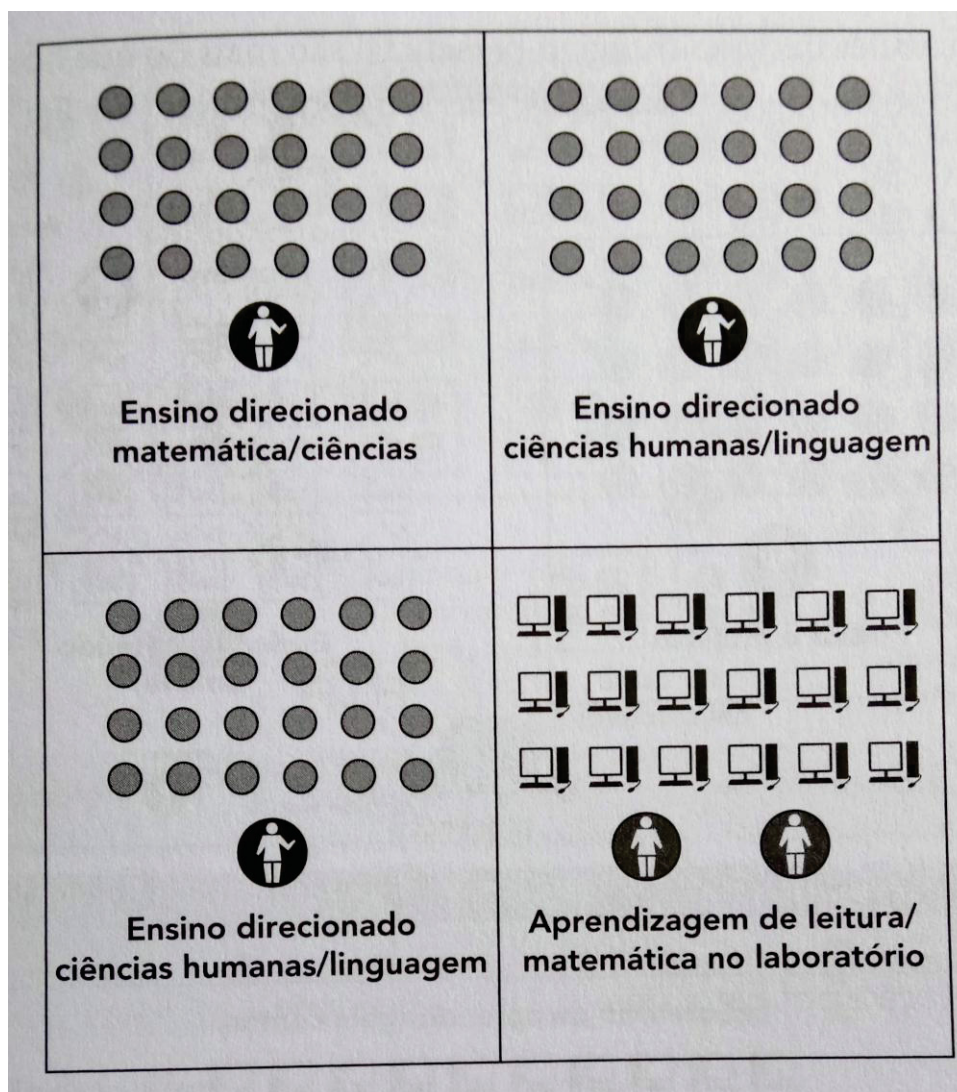 Ensino direcionado
matemática/ciências
Ensino direcionado
ciências humanas/linguagem
Ensino direcionado
ciências humanas/linguagem
Aprendizagem de leitura/
matemática no laboratório